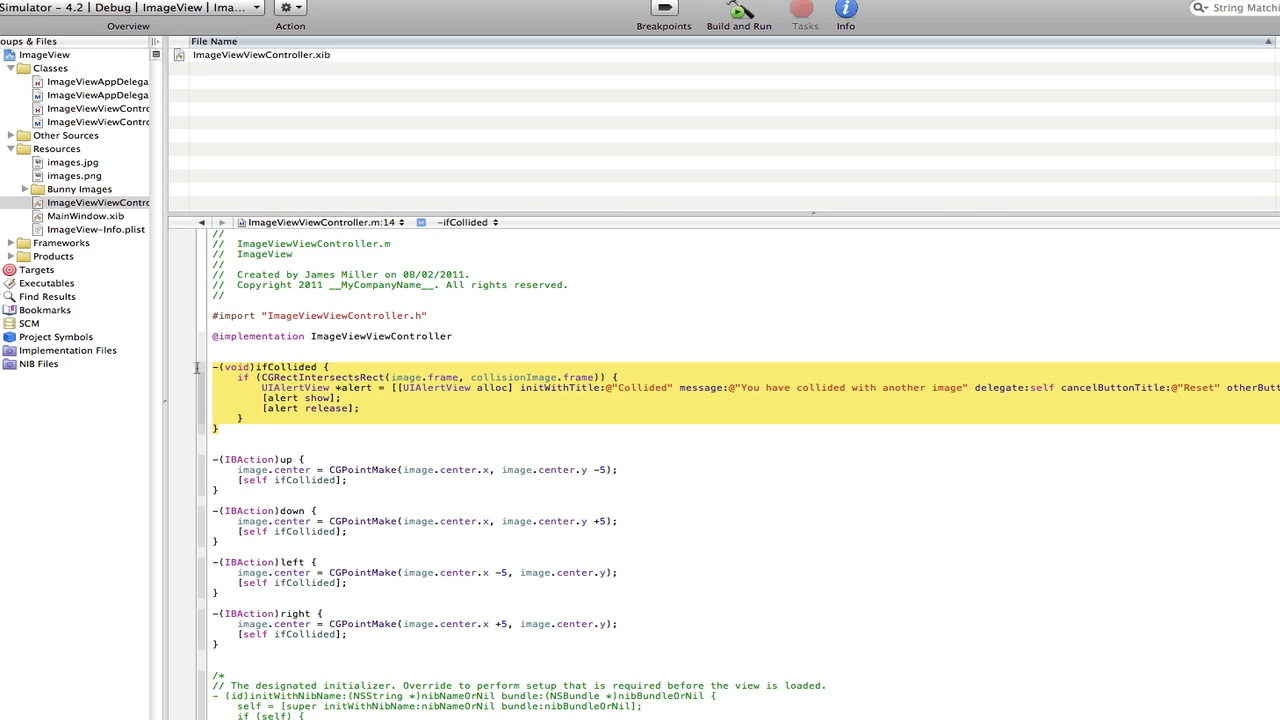 Simulator - 4.2 | Debug | ImageView | Ima...
Overview
Action
Breakpoints
Build and Run
Tasks
Info
String Matchi
oups & Files
File Name
ImageView
ImageViewViewController.xib
Classes
ImageViewAppDelega
ImageViewAppDelega
ImageViewViewContro
ImageViewViewContro
Other Sources
Resources
images.jpg
images.png
Bunny Images
ImageViewViewContro
MainWindow.xib
ImageView-Info.plist
Frameworks
Products
Targets
Executables
Find Results
Bookmarks
SCM
Project Symbols
Implementation Files
NIB Files
ImageViewViewController.m:14
-ifCollided
//
//  ImageViewViewController.m
//  ImageView
//
//  Created by James Miller on 08/02/2011.
//  Copyright 2011 __MyCompanyName__. All rights reserved.
//
#import "ImageViewViewController.h"
@implementation ImageViewViewController
-(void)ifCollided {
    if (CGRectIntersectsRect(image.frame, collisionImage.frame)) {
        UIAlertView *alert = [[UIAlertView alloc] initWithTitle:@"Collided" message:@"You have collided with another image" delegate:self cancelButtonTitle:@"Reset" otherButt
        [alert show];
        [alert release];
    }
}
-(IBAction)up {
    image.center = CGPointMake(image.center.x, image.center.y -5);
    [self ifCollided];
}
-(IBAction)down {
    image.center = CGPointMake(image.center.x, image.center.y +5);
    [self ifCollided];
}
-(IBAction)left {
    image.center = CGPointMake(image.center.x -5, image.center.y);
    [self ifCollided];
}
-(IBAction)right {
    image.center = CGPointMake(image.center.x +5, image.center.y);
    [self ifCollided];
}
/*
// The designated initializer. Override to perform setup that is required before the view is loaded.
- (id)initWithNibName:(NSString *)nibNameOrNil bundle:(NSBundle *)nibBundleOrNil {
    self = [super initWithNibName:nibNameOrNil bundle:nibBundleOrNil];
    if (self) {